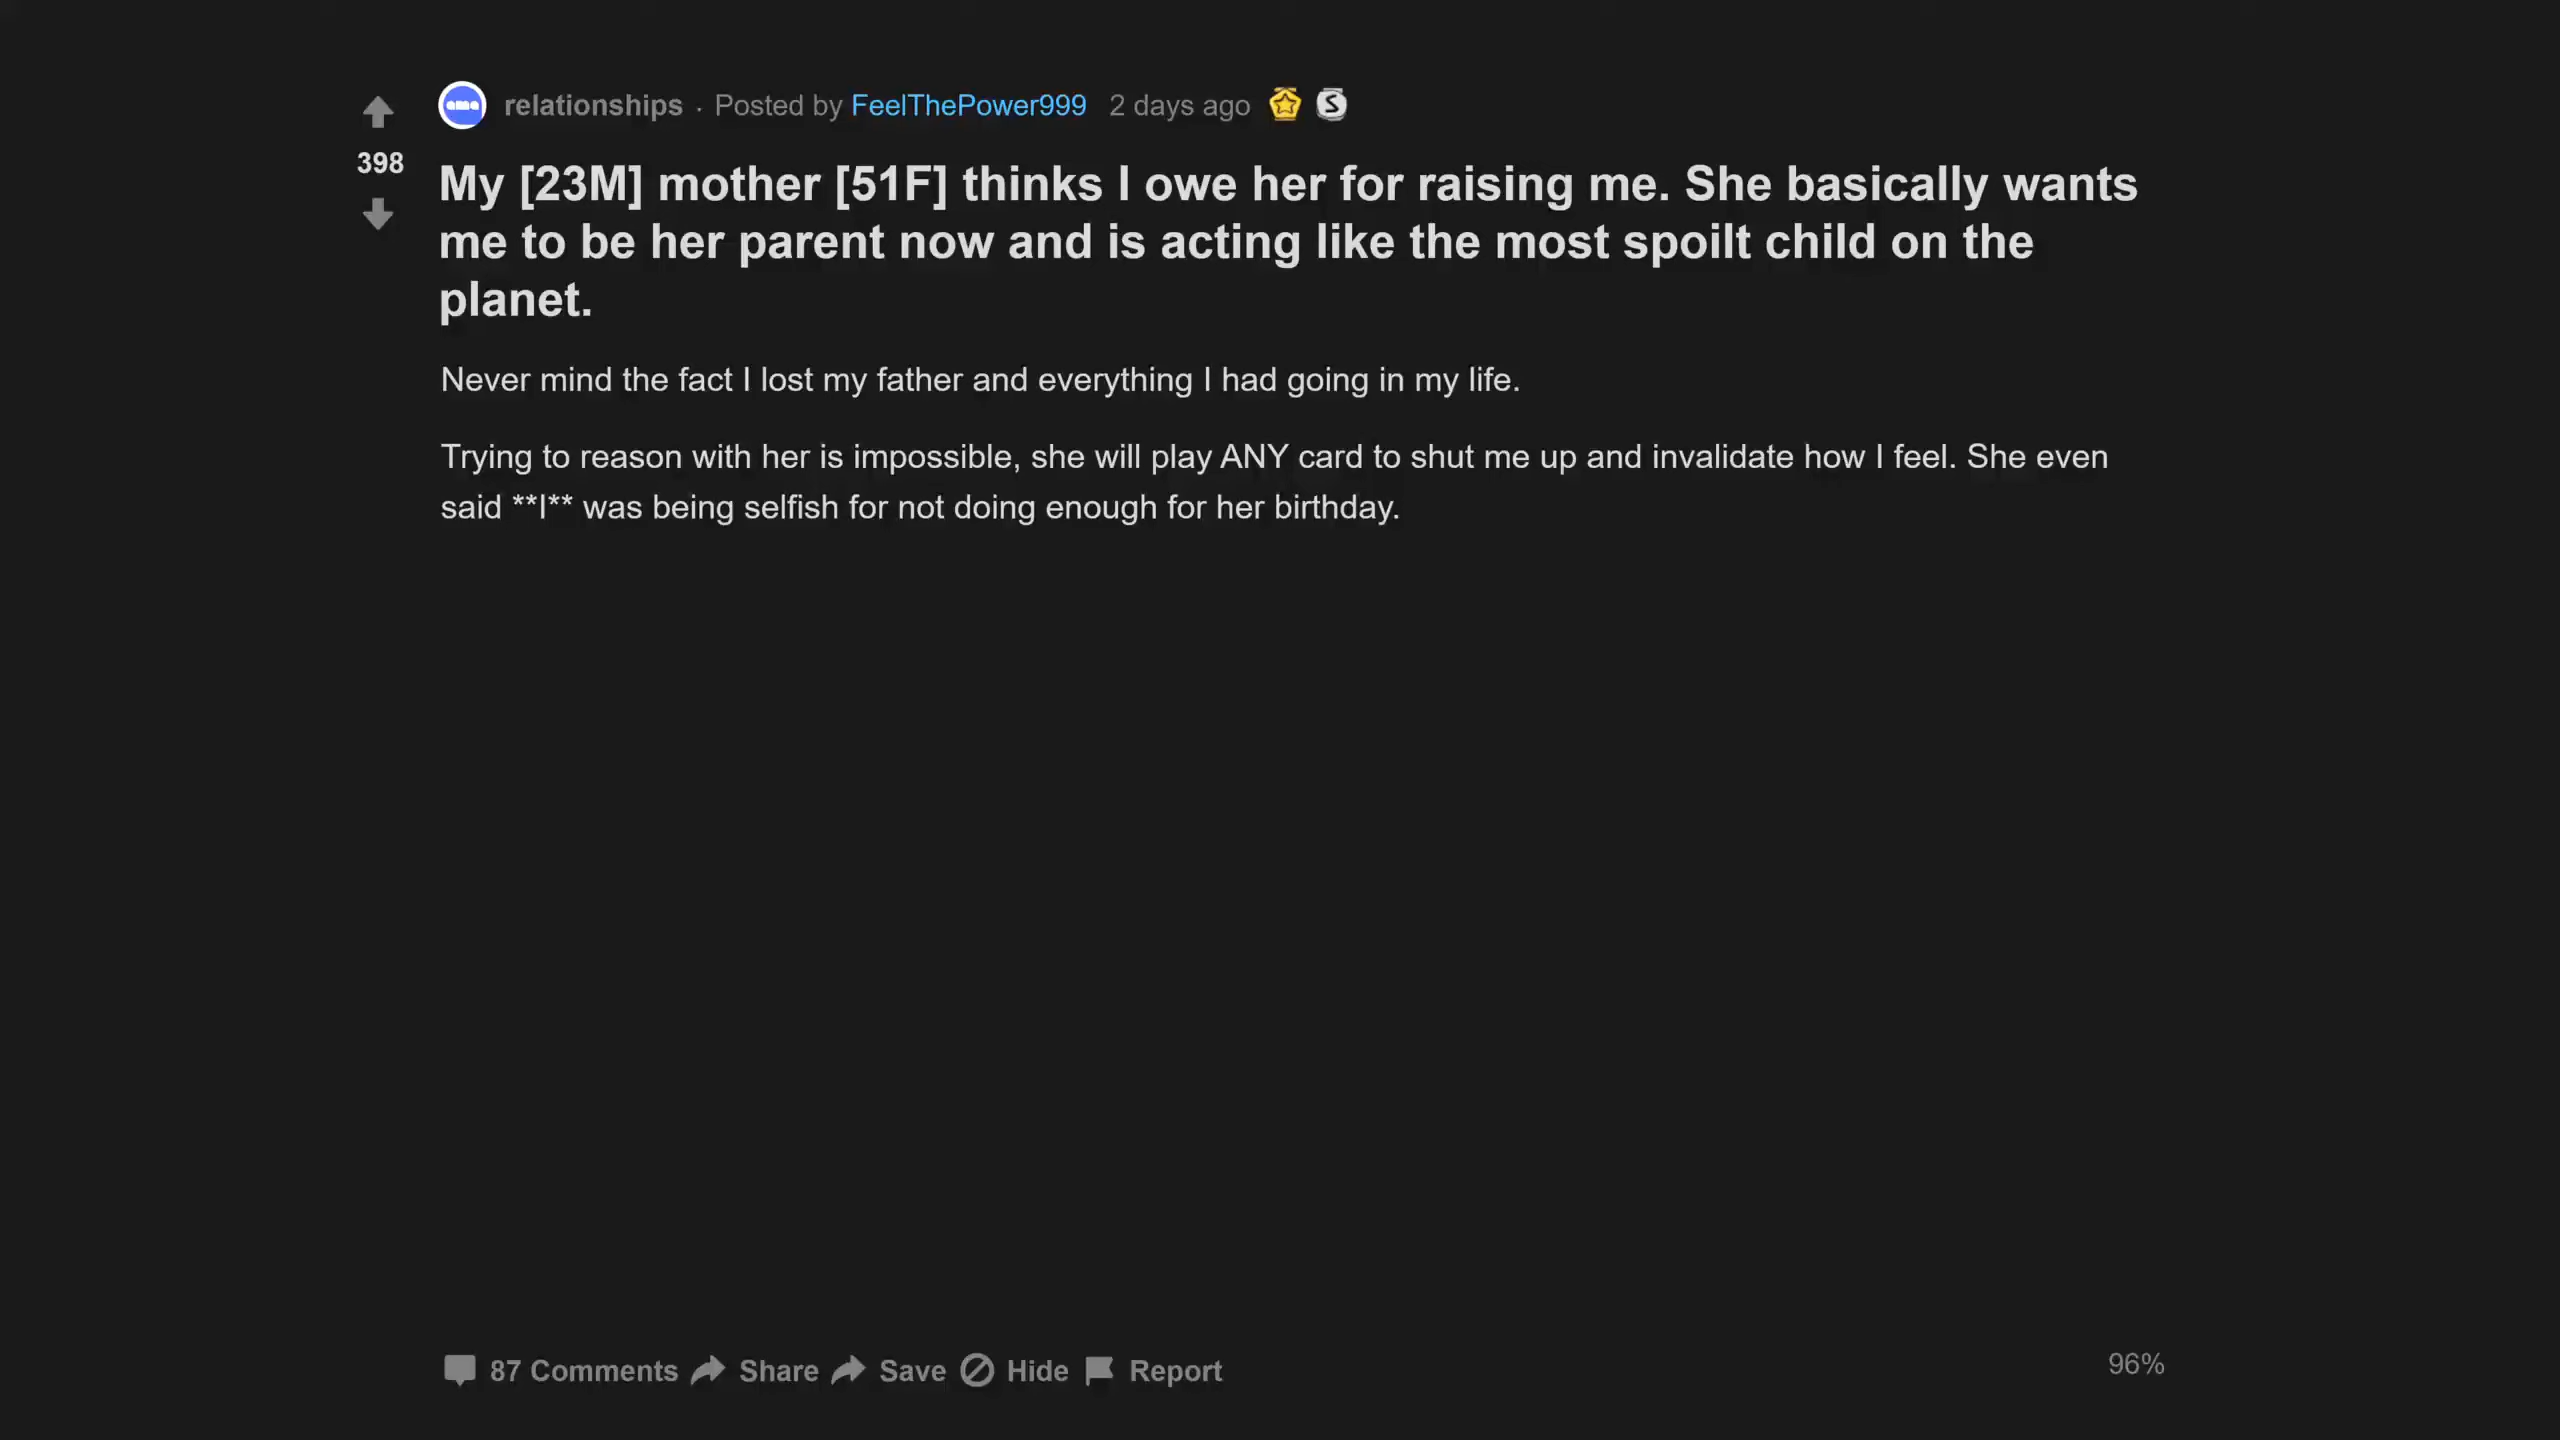 relationships · Posted by FeelThePower999 2 days ago
398
My [23M] mother [51F] thinks I owe her for raising me. She basically wants
me to be her parent now and is acting like the most spoilt child on the
planet.
Never mind the fact I lost my father and everything I had going in my life.
Trying to reason with her is impossible, she will play ANY card to shut me up and invalidate how I feel. She even
said **I** was being selfish for not doing enough for her birthday.
87 Comments Share Save Hide Report
96%